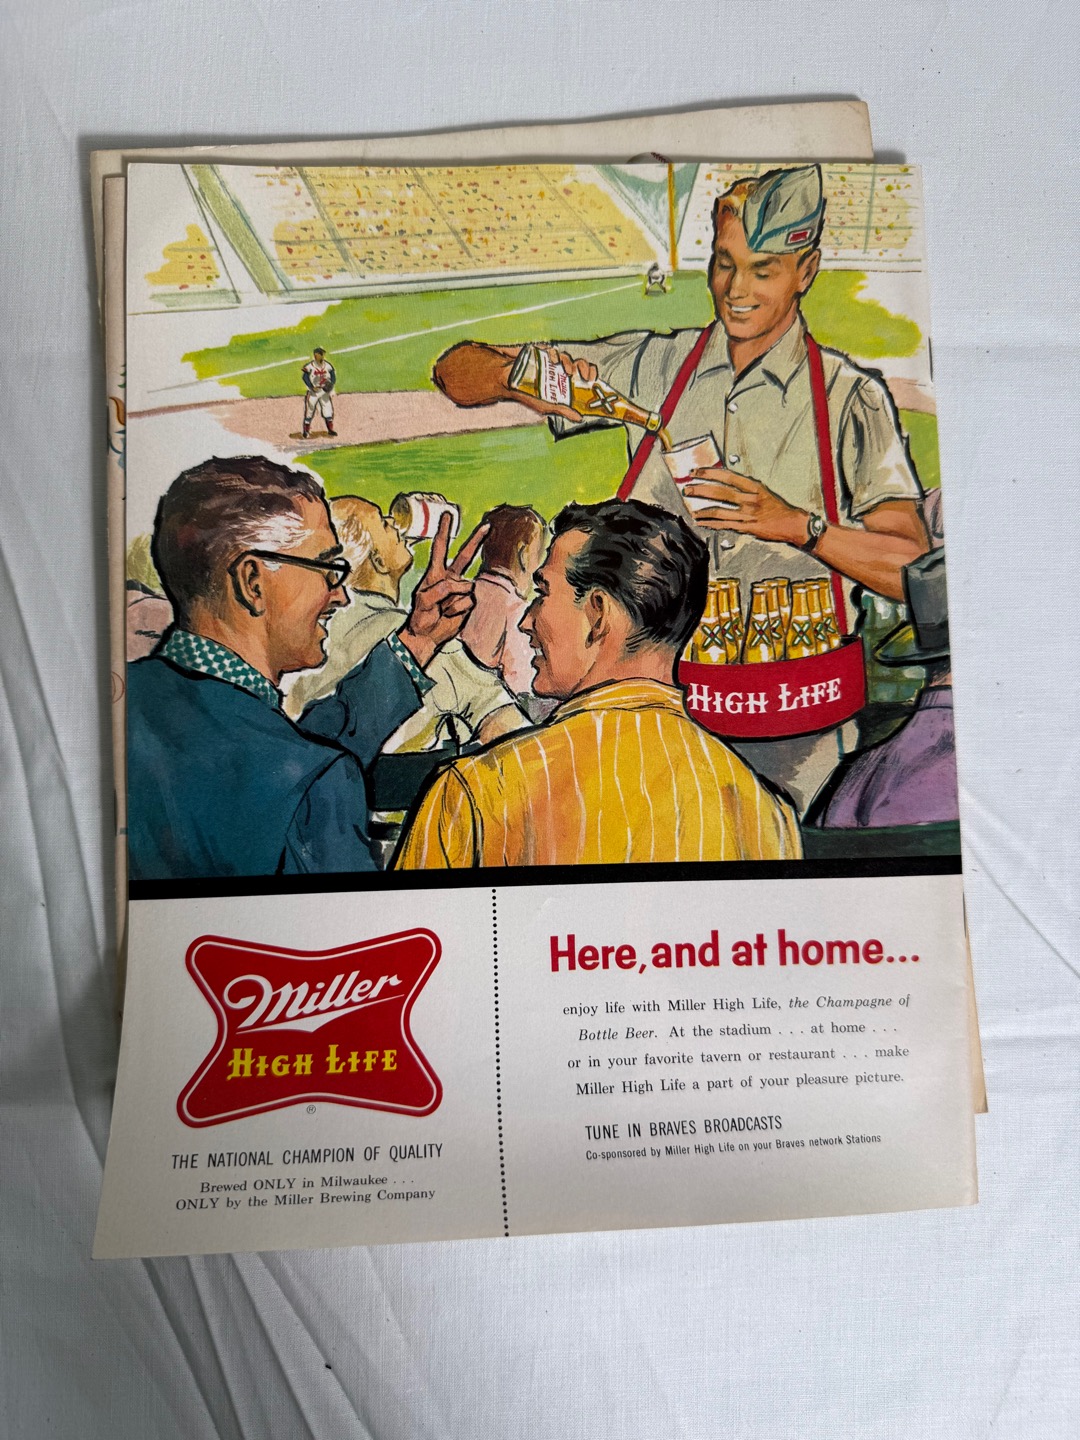 Miller
HIGH LIFE
HIGH LIFE
Miller
HIGH LIFE
®
THE NATIONAL CHAMPION OF QUALITY
Brewed ONLY in Milwaukee . . .
ONLY by the Miller Brewing Company
Here, and at home...
enjoy life with Miller High Life, the Champagne of
Bottle Beer. At the stadium . . . at home . . .
or in your favorite tavern or restaurant . . . make
Miller High Life a part of your pleasure picture.
TUNE IN BRAVES BROADCASTS
Co-sponsored by Miller High Life on your Braves network Stations